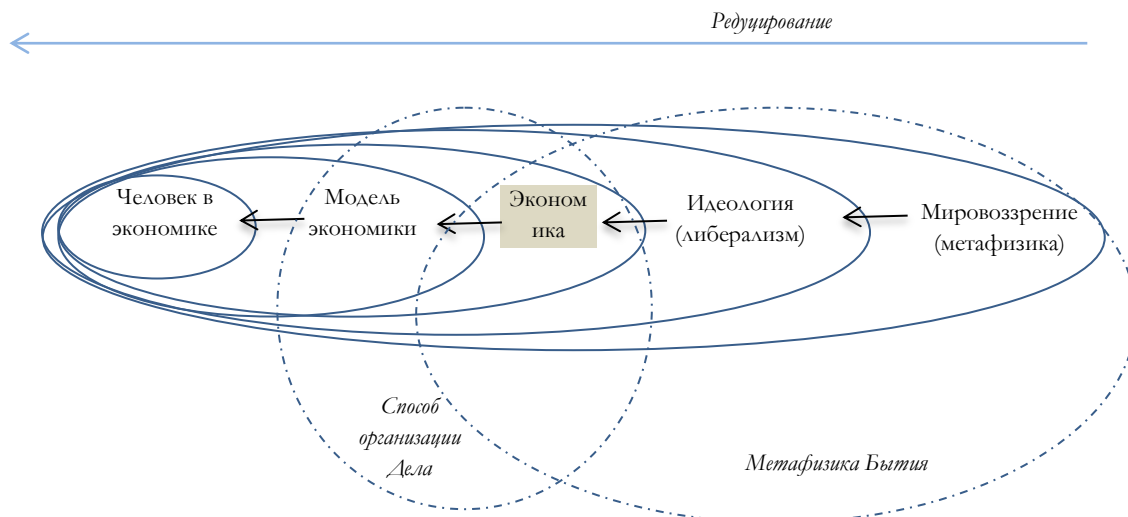 Редуцирование
Человек в
экономике
Модель
экономики
Эконом
ика
Идеология
(либерализм)
Мировоззрение
(метафизика)
Способ
организации
Дела
Метафизика Бытия